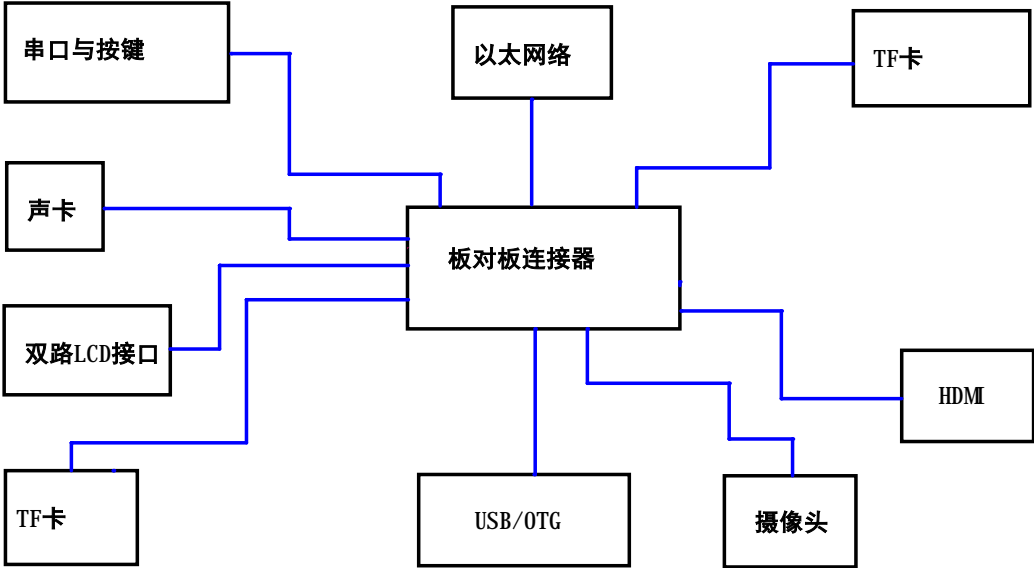 串口与按键
以太网络
TF卡
声卡
板对板连接器
双路LCD接口
HDMI
TF卡
USB/OTG
摄像头